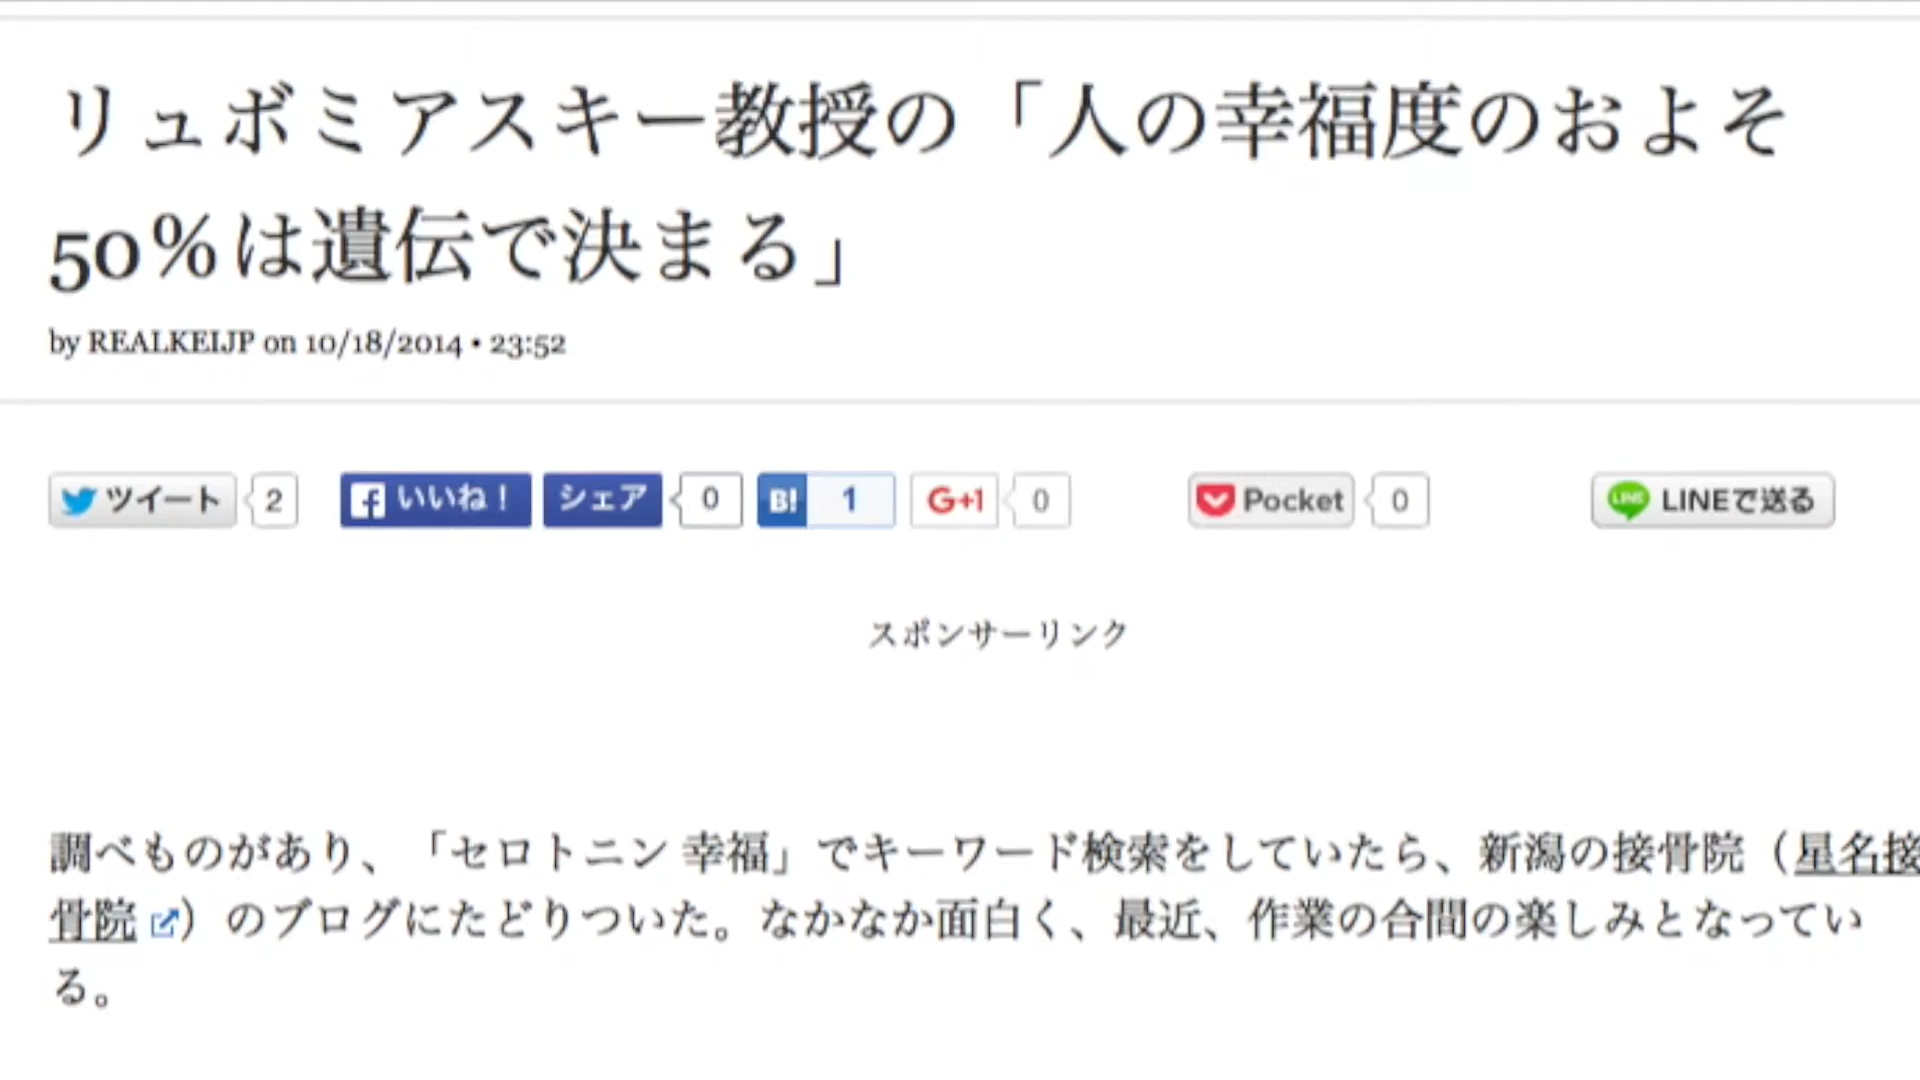 リュボミアスキー教授の「人の幸福度のおよそ
50%は遺伝で決まる」
by REALKEIJP on 10/18/2014 • 23:52
ツイート 2 いいね！ シェア 0 B! 1 G+1 0 Pocket 0 LINE LINEで送る
スポンサーリンク
調べものがあり、「セロトニン 幸福」でキーワード検索をしていたら、新潟の接骨院（星名接
骨院）のブログにたどりついた。なかなか面白く、最近、作業の合間の楽しみとなってい
る。